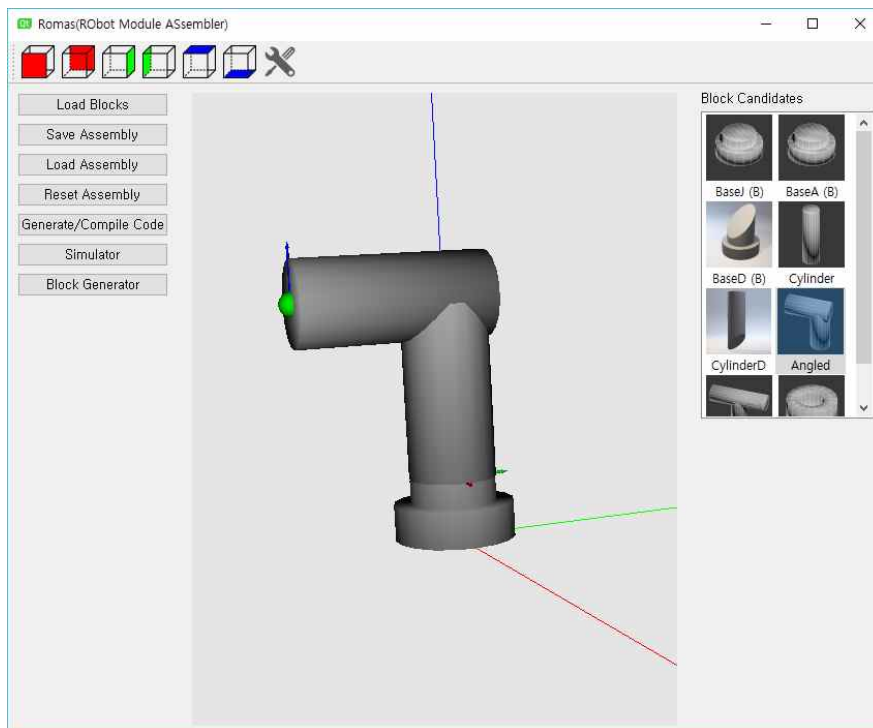 Qt Romas(RObot Module ASsembler)
Load Blocks
Save Assembly
Load Assembly
Reset Assembly
Generate/Compile Code
Simulator
Block Generator
Block Candidates
BaseJ (B) BaseA (B)
BaseD (B) Cylinder
CylinderD Angled